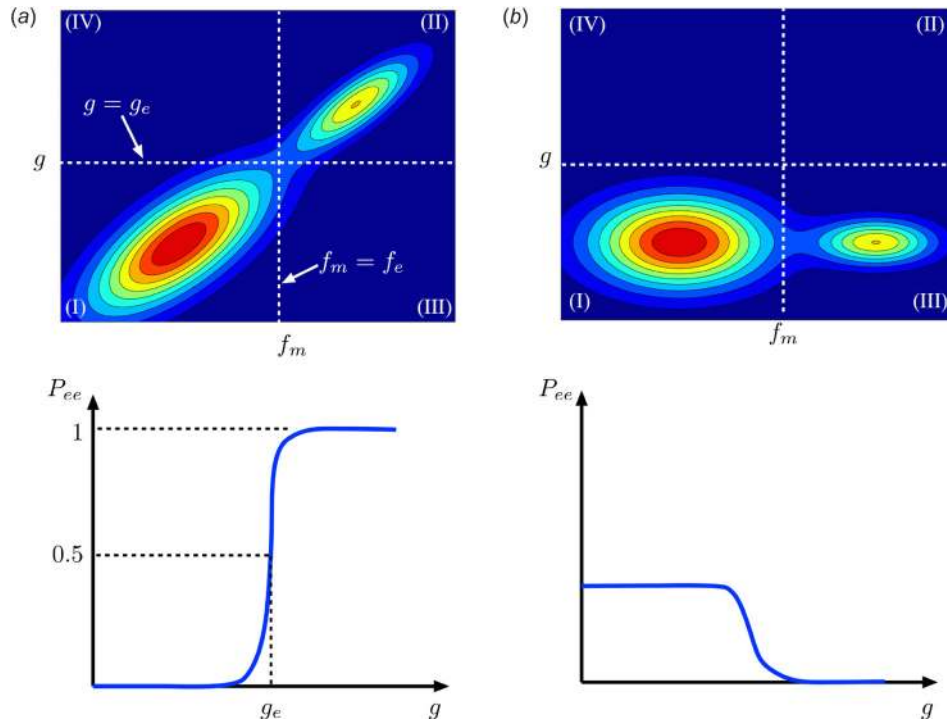 (a)
(IV) (II)
g = g_e
g
f_m = f_e
(I) (III)
f_m
(b)
(IV) (II)
g
(I) (III)
f_m
P_ee
1
0.5
g_e g
P_ee
g